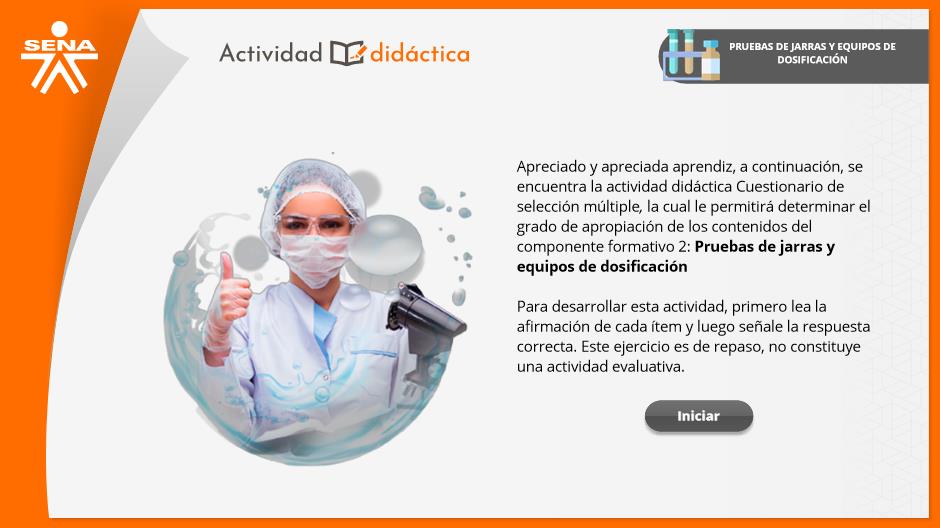 SENA
Actividad didáctica
PRUEBAS DE JARRAS Y EQUIPOS DE
DOSIFICACIÓN
Apreciado y apreciada aprendiz, a continuación, se
encuentra la actividad didáctica Cuestionario de
selección múltiple, la cual le permitirá determinar el
grado de apropiación de los contenidos del
componente formativo 2: Pruebas de jarras y
equipos de dosificación
Para desarrollar esta actividad, primero lea la
afirmación de cada ítem y luego señale la respuesta
correcta. Este ejercicio es de repaso, no constituye
una actividad evaluativa.
Iniciar